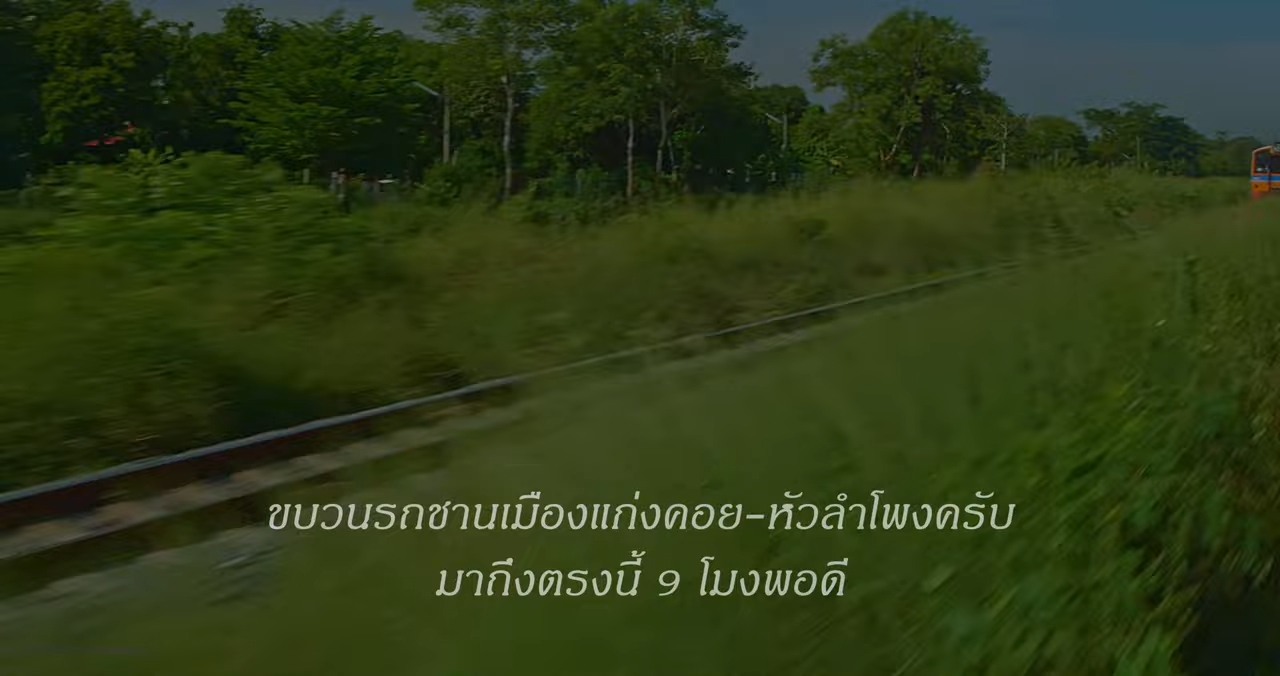 ขบวนรถชานเมืองแก่งคอย-หัวลำโพงครับ
มาถึงตรงนี้ 9 โมงพอดี